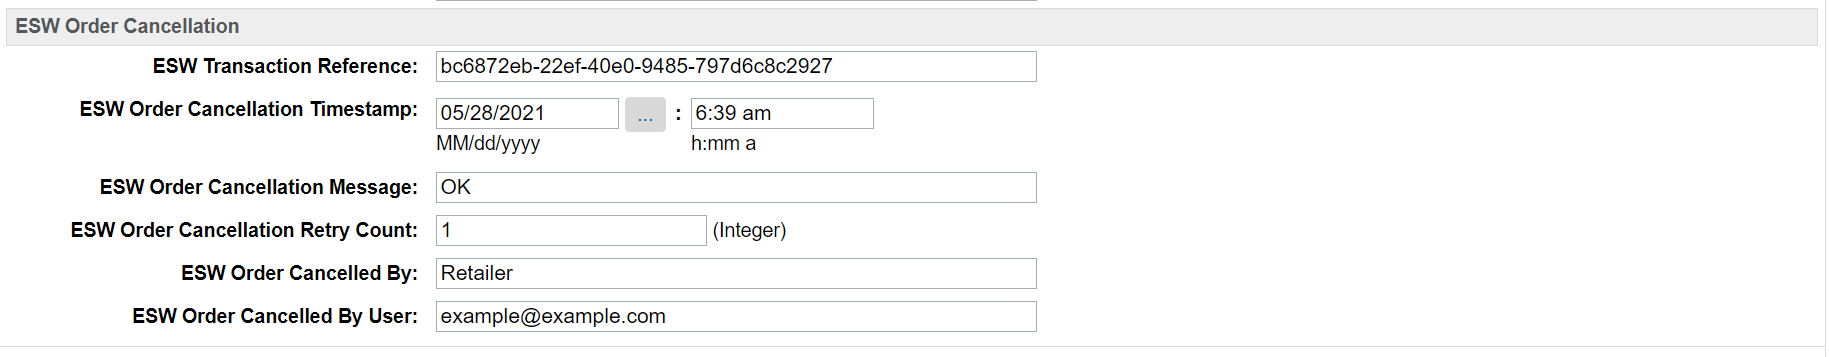 ESW Order Cancellation
ESW Transaction Reference: bc6872eb-22ef-40e0-9485-797d6c8c2927
ESW Order Cancellation Timestamp: 05/28/2021 ... : 6:39 am
MM/dd/yyyy h:mm a
ESW Order Cancellation Message: OK
ESW Order Cancellation Retry Count: 1 (Integer)
ESW Order Cancelled By: Retailer
ESW Order Cancelled By User: example@example.com